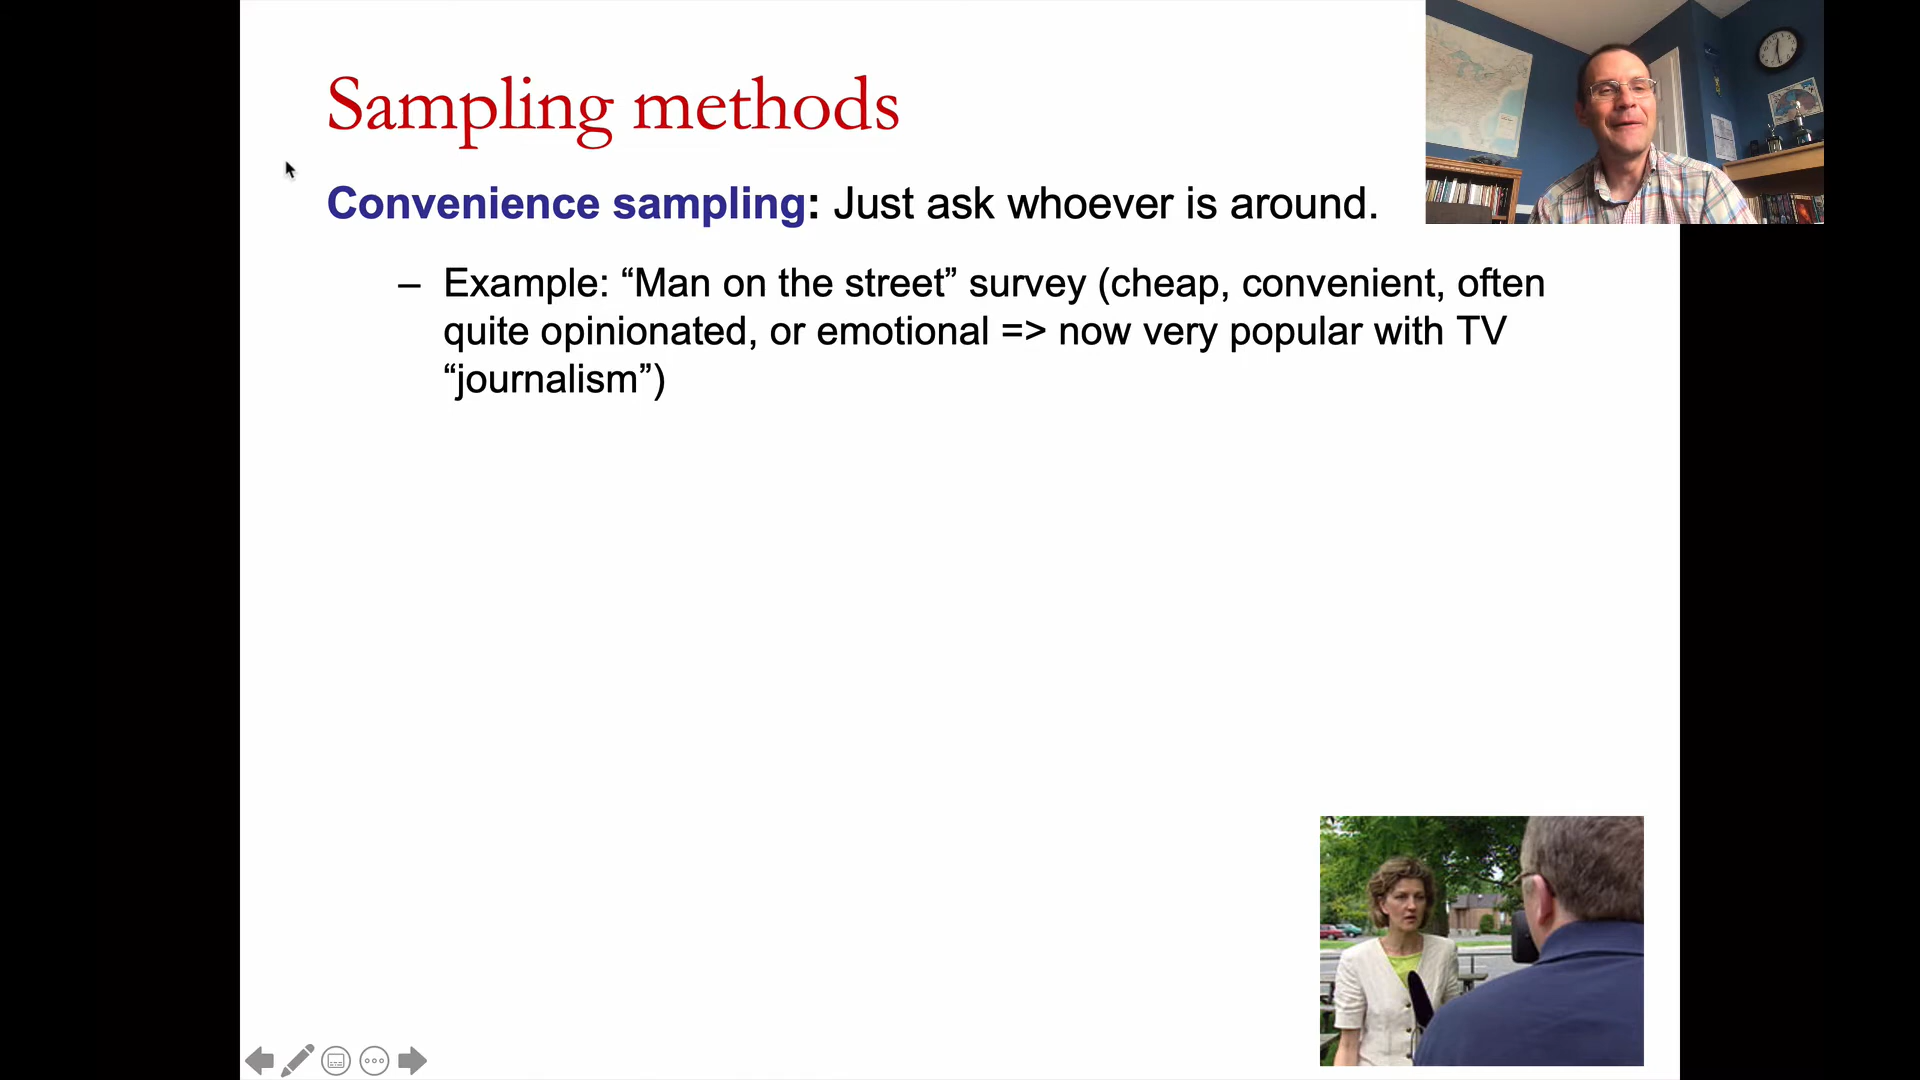 Sampling methods
Convenience sampling: Just ask whoever is around.
– Example: “Man on the street” survey (cheap, convenient, often
quite opinionated, or emotional => now very popular with TV
“journalism”)